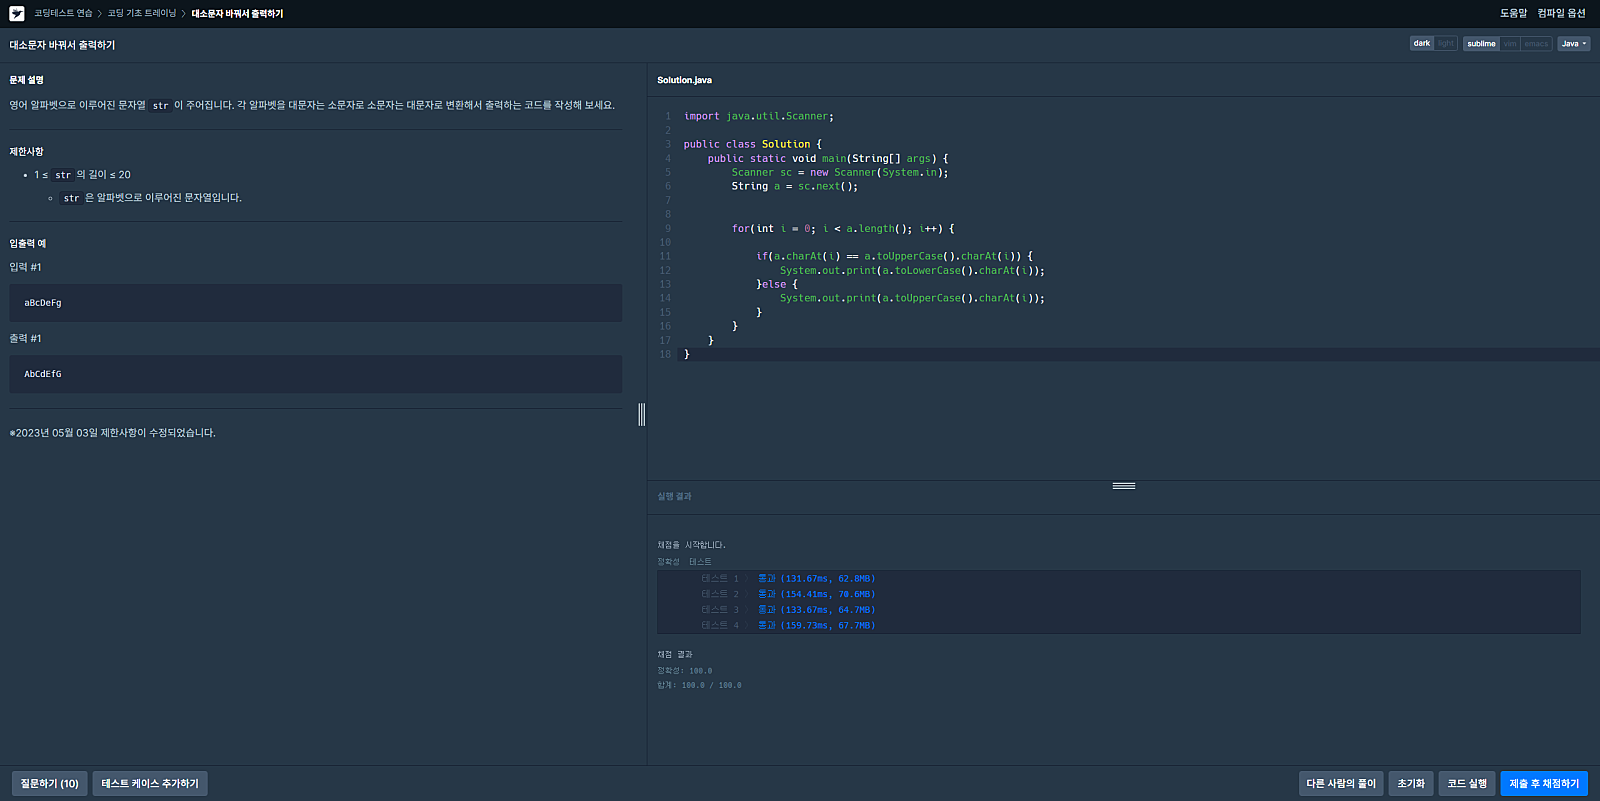 코딩테스트 연습 > 코딩 기초 트레이닝 > 대소문자 바꿔서 출력하기
도움말 컴파일 옵션
대소문자 바꿔서 출력하기
dark light sublime vim emacs Java
문제 설명
영어 알파벳으로 이루어진 문자열 str 이 주어집니다. 각 알파벳을 대문자는 소문자로 소문자는 대문자로 변환해서 출력하는 코드를 작성해 보세요.
제한사항
• 1 ≤ str 의 길이 ≤ 20
◦ str 은 알파벳으로 이루어진 문자열입니다.
입출력 예
입력 #1
aBcDeFg
출력 #1
AbCdEfG
※2023년 05월 03일 제한사항이 수정되었습니다.
Solution.java
1 import java.util.Scanner;
2
3 public class Solution {
4 public static void main(String[] args) {
5 Scanner sc = new Scanner(System.in);
6 String a = sc.next();
7
8
9 for(int i = 0; i < a.length(); i++) {
10
11 if(a.charAt(i) == a.toUpperCase().charAt(i)) {
12 System.out.print(a.toLowerCase().charAt(i));
13 }else {
14 System.out.print(a.toUpperCase().charAt(i));
15 }
16 }
17 }
18 }
실행 결과
채점을 시작합니다.
정확성 테스트
테스트 1 〉 통과 (131.67ms, 62.8MB)
테스트 2 〉 통과 (154.41ms, 70.6MB)
테스트 3 〉 통과 (133.67ms, 64.7MB)
테스트 4 〉 통과 (159.73ms, 67.7MB)
채점 결과
정확성: 100.0
합계: 100.0 / 100.0
질문하기 (10) 테스트 케이스 추가하기
다른 사람의 풀이 초기화 코드 실행 제출 후 채점하기